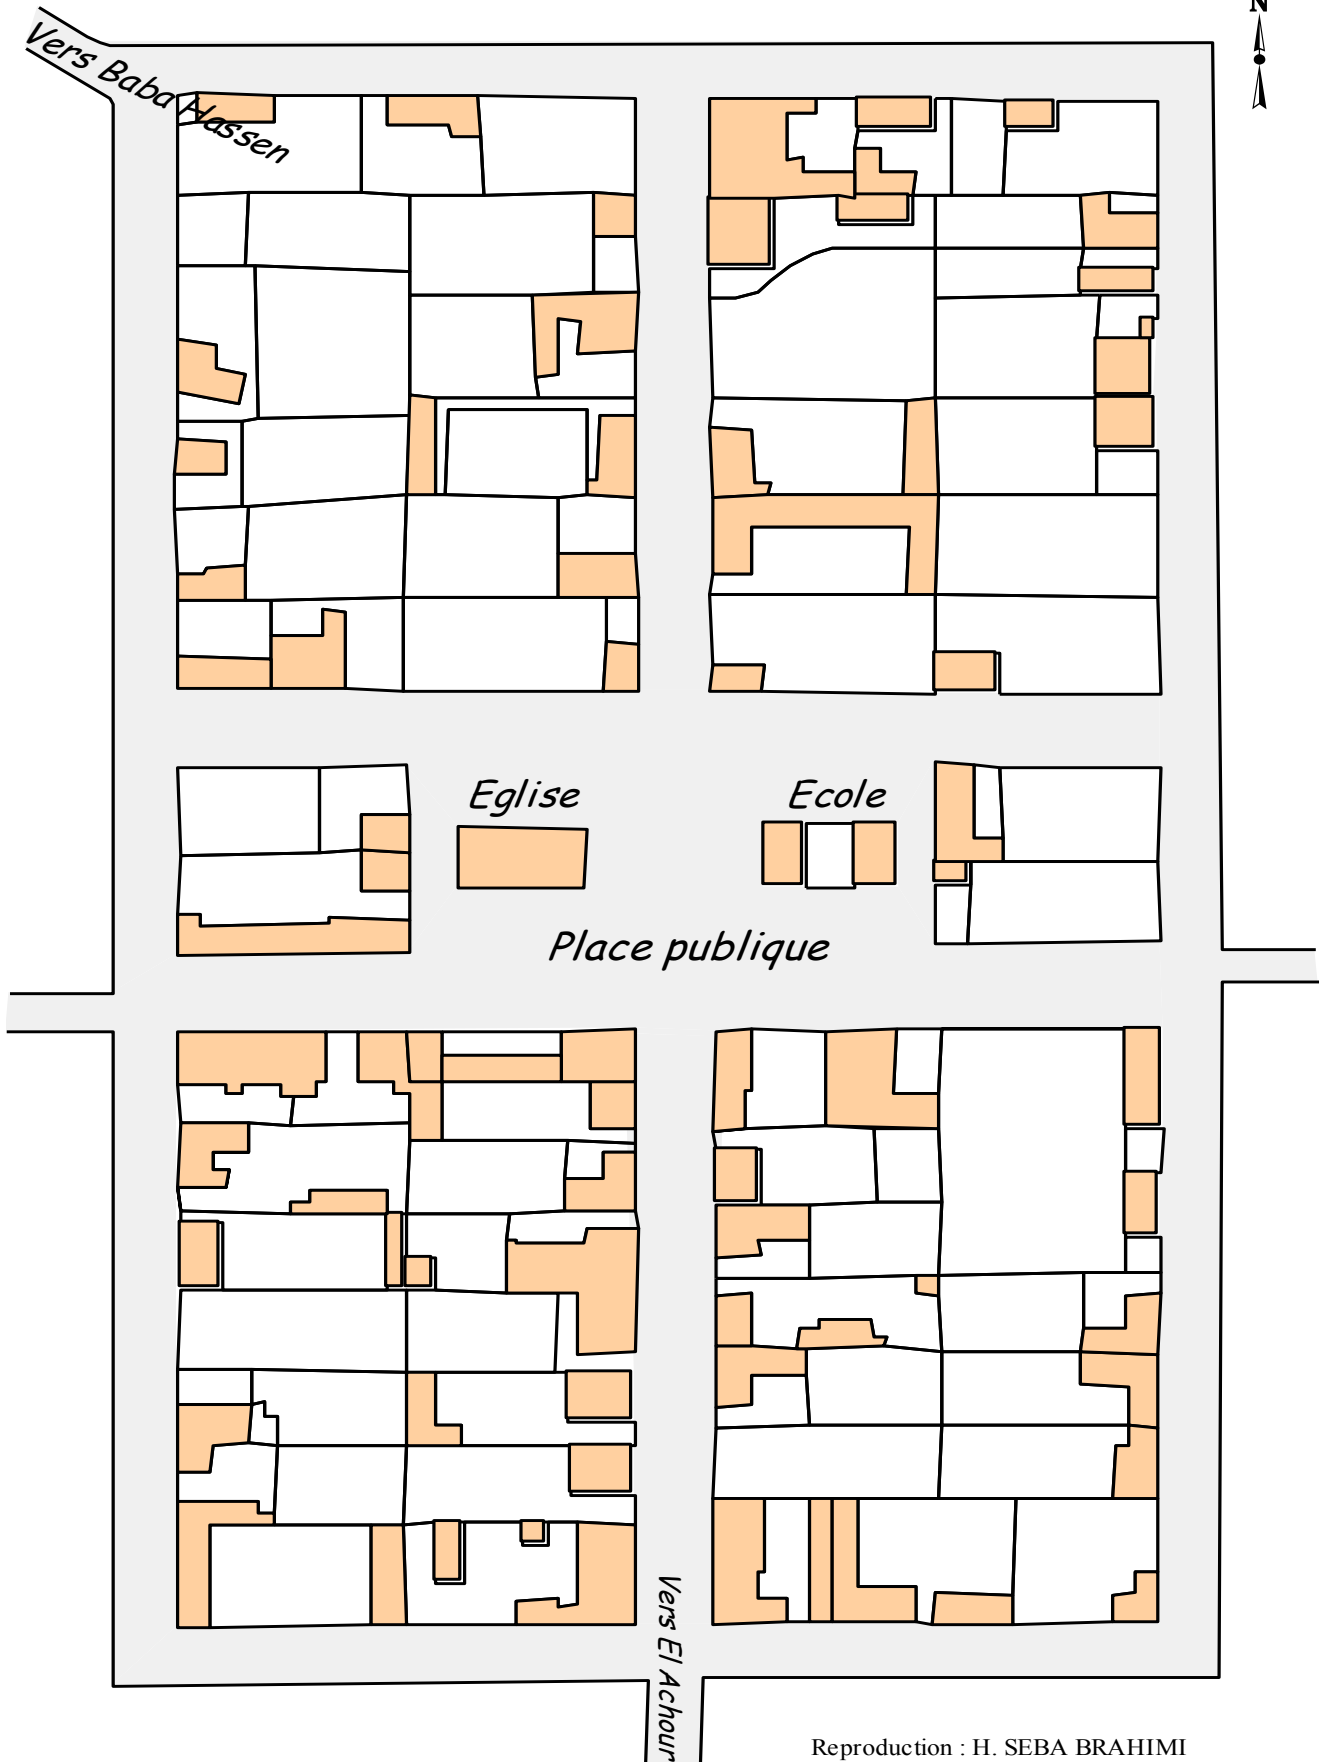 N
Vers Baba Hassen
Eglise
Ecole
Place publique
Vers El Achour
Reproduction : H. SEBA BRAHIMI